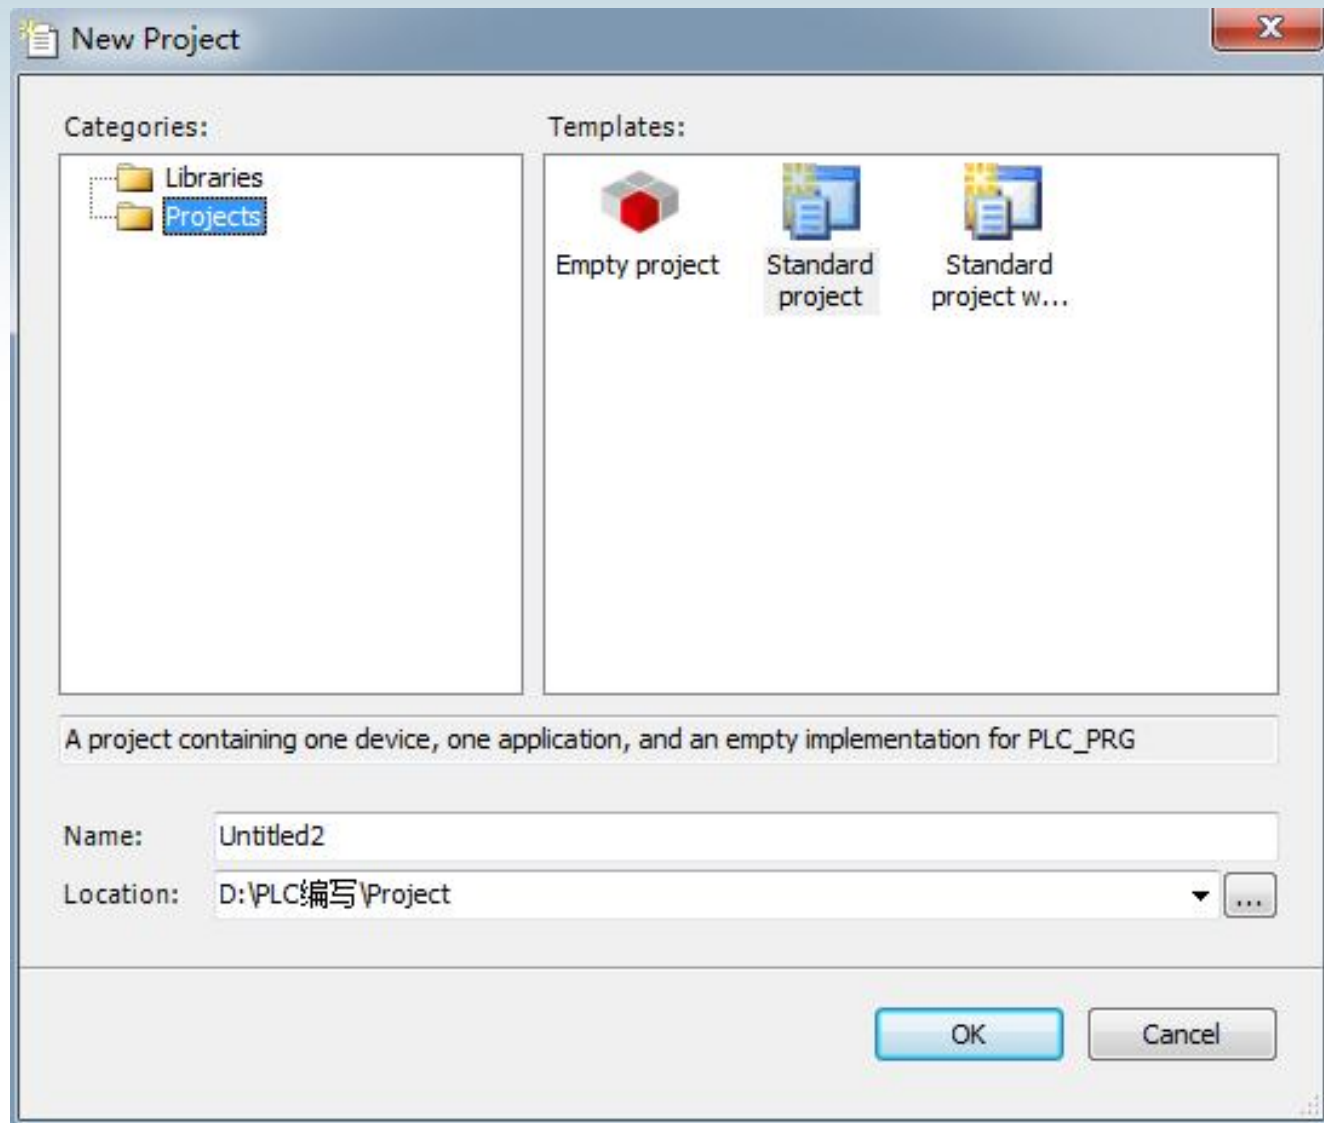 New Project
Categories:
Templates:
Libraries
Projects
Empty project
Standard
project
Standard
project w...
A project containing one device, one application, and an empty implementation for PLC_PRG
Name:
Untitled2
Location:
D:\PLC编写\Project
...
OK
Cancel